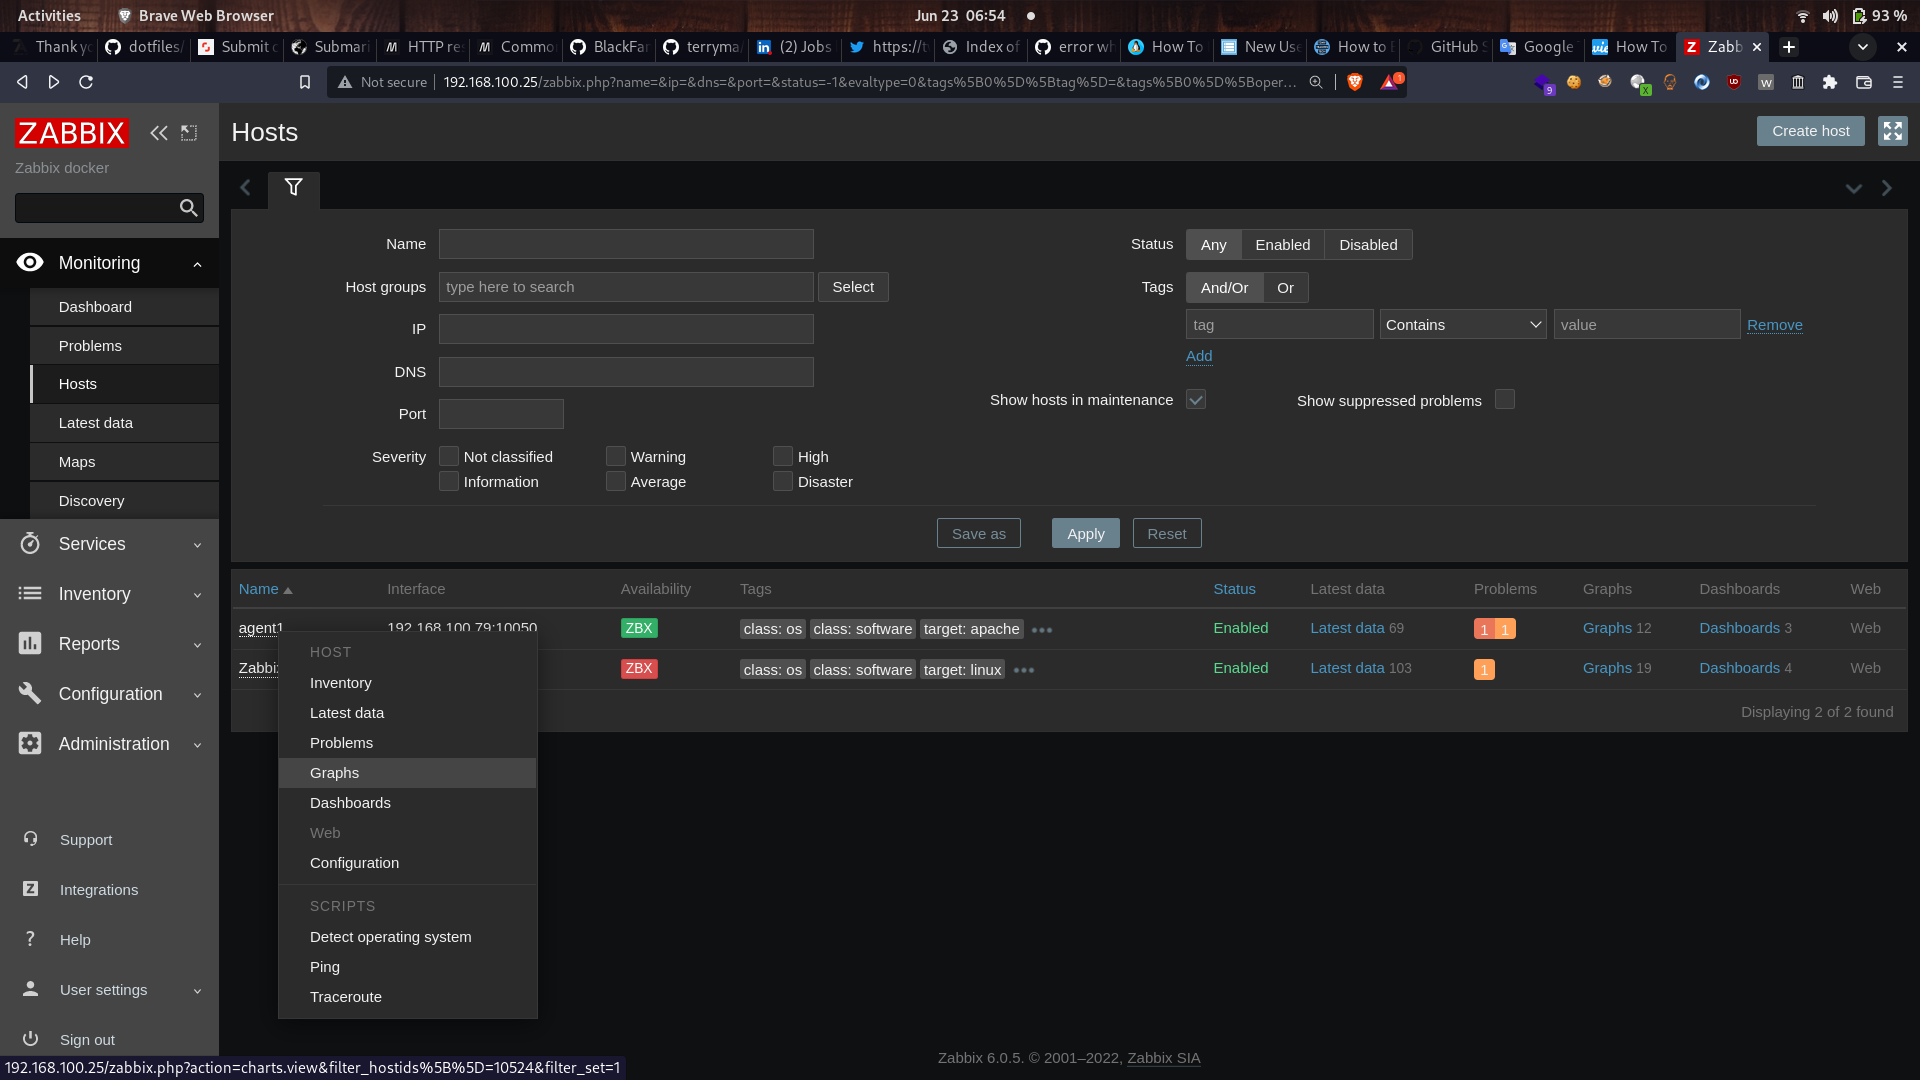 Activities
Brave Web Browser
Jun 23 06:54
93 %
Thank yo
dotfiles/
Submit o
Submari
HTTP re
Commo
BlackFar
terryma/
(2) Jobs
https://t
Index of
error wh
How To
New Use
How to
GitHub S
Google
How To
Zabb
Not secure
192.168.100.25/zabbix.php?name=&ip=&dns=&port=&status=-1&evaltype=0&tags%5B0%5D%5Btag%5D=&tags%5B0%5D%5Boper...
1
9
X
UD
W
ZABBIX
Zabbix docker
Monitoring
Dashboard
Problems
Hosts
Latest data
Maps
Discovery
Services
Inventory
Reports
Configuration
Administration
Support
Integrations
Help
User settings
Sign out
Hosts
Create host
Name
Host groups
type here to search
Select
IP
DNS
Port
Severity
Not classified
Warning
High
Information
Average
Disaster
Status
Any
Enabled
Disabled
Tags
And/Or
Or
tag
Contains
value
Remove
Add
Show hosts in maintenance
Show suppressed problems
Save as
Apply
Reset
Name
Interface
Availability
Tags
Status
Latest data
Problems
Graphs
Dashboards
Web
agent1
192.168.100.79:10050
ZBX
class: os
class: software
target: apache
Enabled
Latest data 69
1
1
Graphs 12
Dashboards 3
Web
Zabbix
ZBX
class: os
class: software
target: linux
Enabled
Latest data 103
1
Graphs 19
Dashboards 4
Web
Displaying 2 of 2 found
HOST
Inventory
Latest data
Problems
Graphs
Dashboards
Web
Configuration
SCRIPTS
Detect operating system
Ping
Traceroute
Zabbix 6.0.5. © 2001–2022, Zabbix SIA
192.168.100.25/zabbix.php?action=charts.view&filter_hostids%5B%5D=10524&filter_set=1